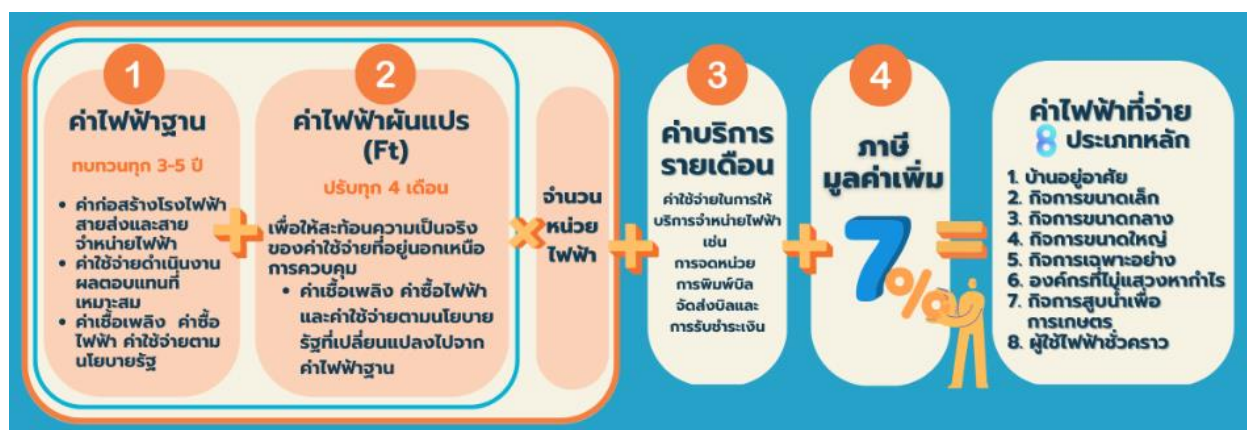 1
ค่าไฟฟ้าฐาน
ทบทวนทุก 3-5 ปี
• ค่าก่อสร้างโรงไฟฟ้า
สายส่งและสาย
จำหน่ายไฟฟ้า
• ค่าใช้จ่ายดำเนินงาน
ผลตอบแทนที่
เหมาะสม
• ค่าเชื้อเพลิง ค่าซื้อ
ไฟฟ้า ค่าใช้จ่ายตาม
นโยบายรัฐ
+
2
ค่าไฟฟ้าผันแปร
(Ft)
ปรับทุก 4 เดือน
เพื่อให้สะท้อนความเป็นจริง
ของค่าใช้จ่ายที่อยู่นอกเหนือ
การควบคุม
• ค่าเชื้อเพลิง ค่าซื้อไฟฟ้า
และค่าใช้จ่ายตามนโยบาย
รัฐที่เปลี่ยนแปลงไปจาก
ค่าไฟฟ้าฐาน
×
จำนวน
หน่วย
ไฟฟ้า
+
3
ค่าบริการ
รายเดือน
ค่าใช้จ่ายในการให้
บริการจำหน่ายไฟฟ้า
เช่น
การจดหน่วย
การพิมพ์บิล
จัดส่งบิลและ
การรับชำระเงิน
+
4
ภาษี
มูลค่าเพิ่ม
7%
=
ค่าไฟฟ้าที่จ่าย
8 ประเภทหลัก
1. บ้านอยู่อาศัย
2. กิจการขนาดเล็ก
3. กิจการขนาดกลาง
4. กิจการขนาดใหญ่
5. กิจการเฉพาะอย่าง
6. องค์กรที่ไม่แสวงหากำไร
7. กิจการสูบน้ำเพื่อ
การเกษตร
8. ผู้ใช้ไฟฟ้าชั่วคราว